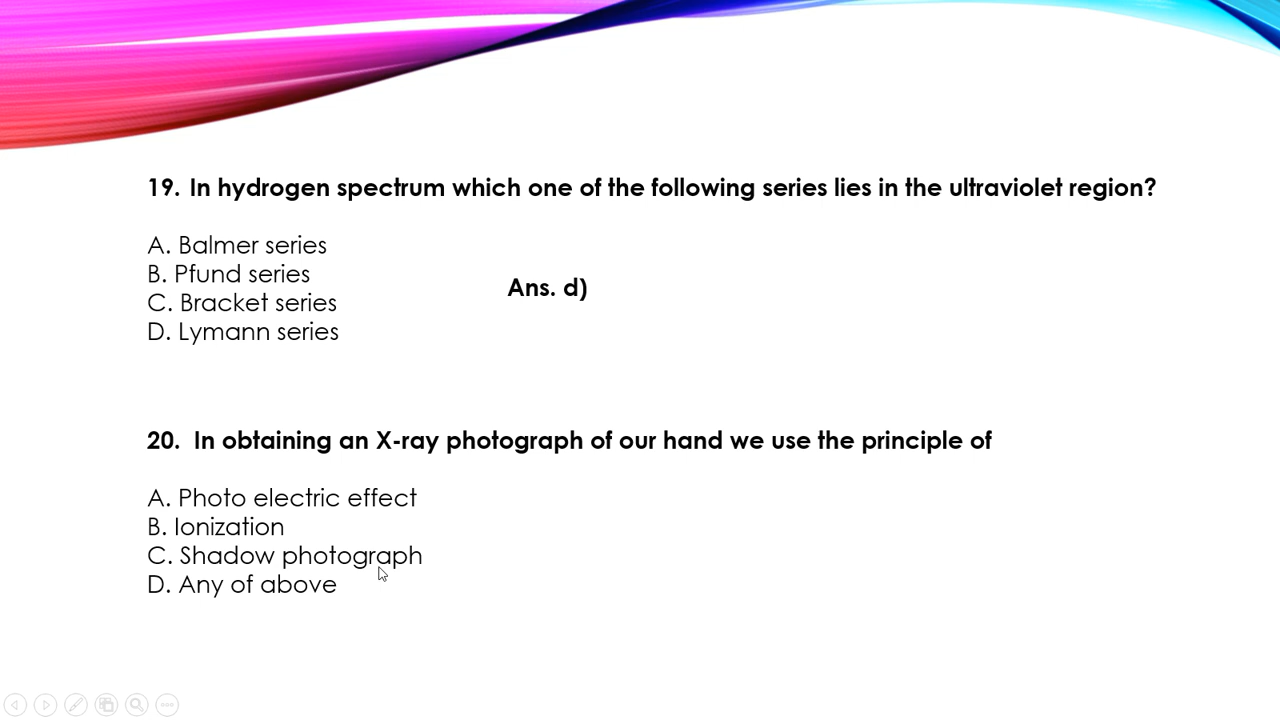 19. In hydrogen spectrum which one of the following series lies in the ultraviolet region?
A. Balmer series
B. Pfund series
Ans. d)
C. Bracket series
D. Lymann series
20. In obtaining an X-ray photograph of our hand we use the principle of
A. Photo electric effect
B. Ionization
C. Shadow photograph
D. Any of above